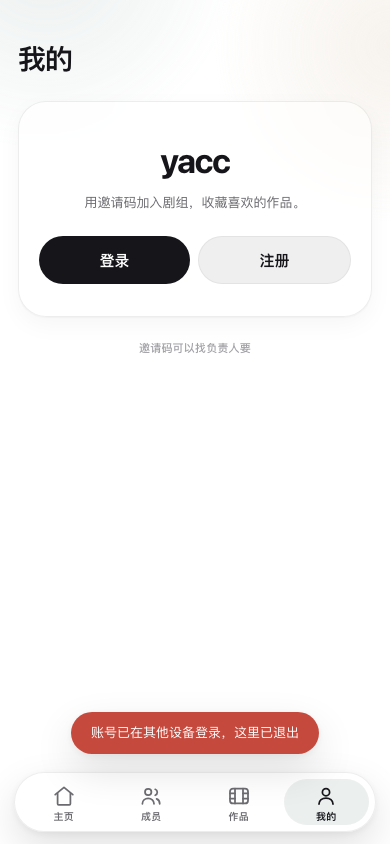 我的
yacc
用邀请码加入剧组，收藏喜欢的作品。
登录
注册
邀请码可以找负责人要
账号已在其他设备登录，这里已退出
主页
成员
作品
我的